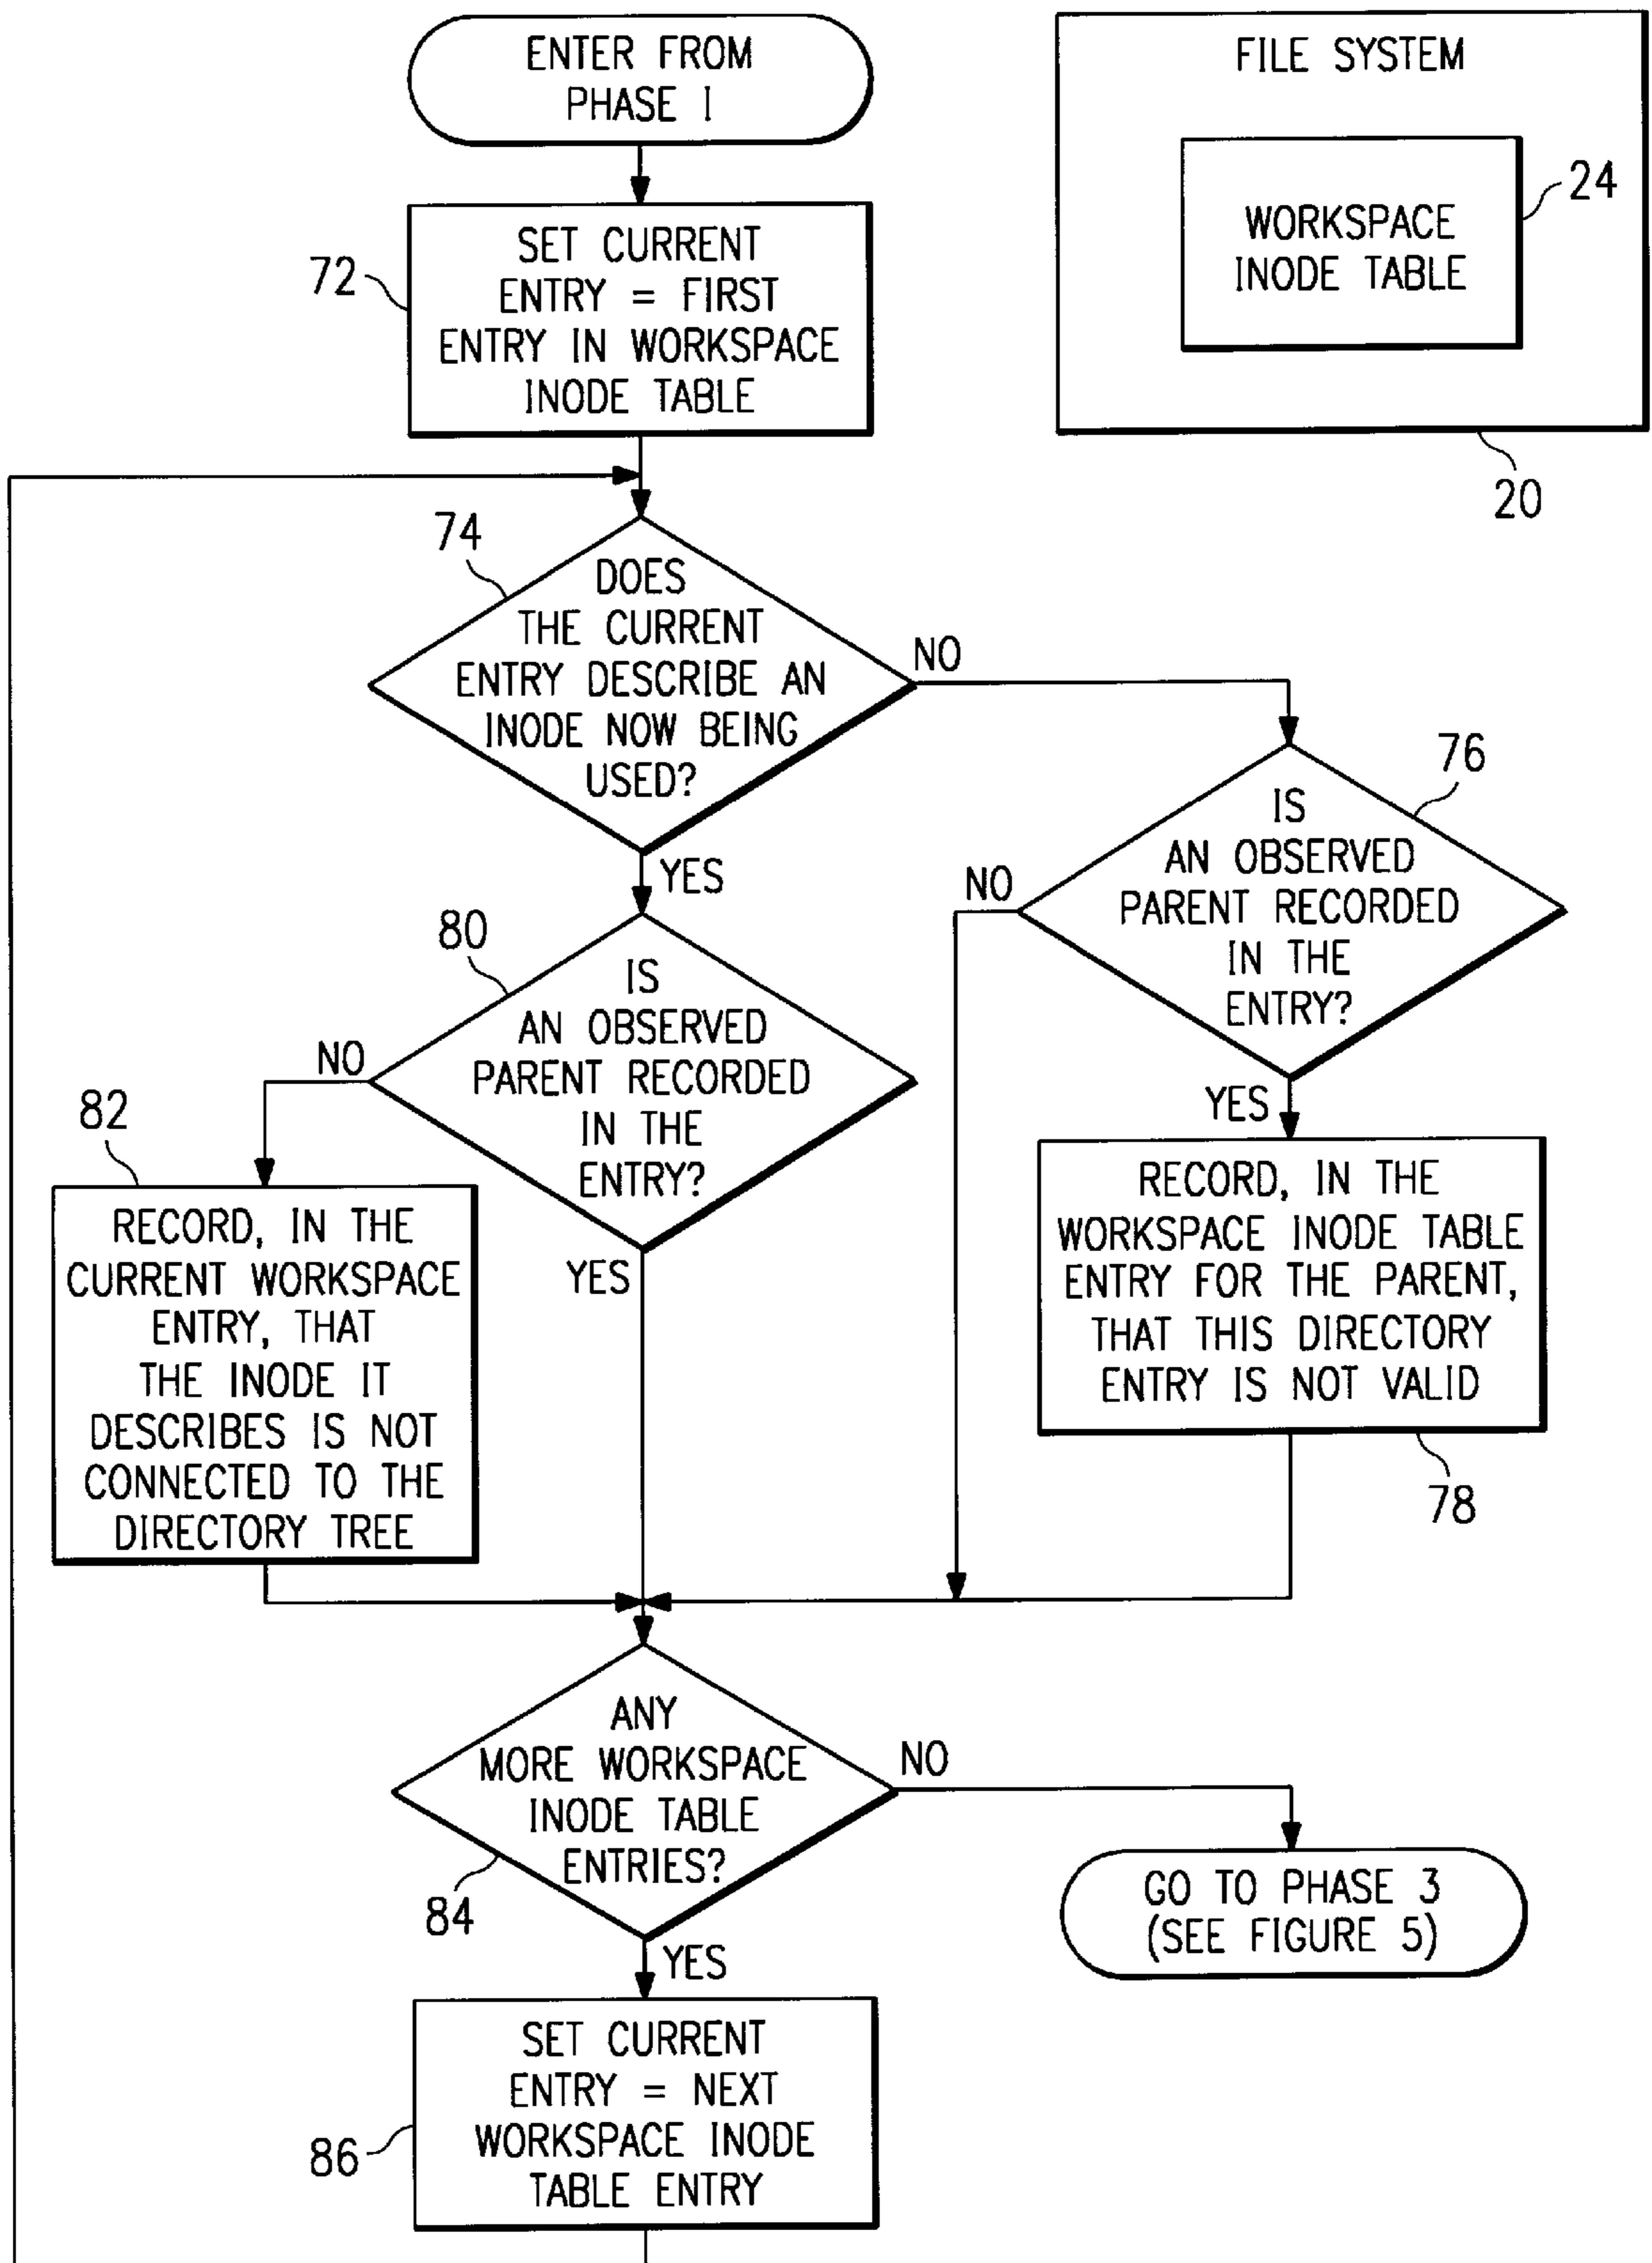 ENTER FROM
PHASE I
FILE SYSTEM
WORKSPACE
INODE TABLE
24
20
72
SET CURRENT
ENTRY = FIRST
ENTRY IN WORKSPACE
INODE TABLE
74
DOES
THE CURRENT
ENTRY DESCRIBE AN
INODE NOW BEING
USED?
NO
YES
76
IS
AN OBSERVED
PARENT RECORDED
IN THE
ENTRY?
NO
YES
80
IS
AN OBSERVED
PARENT RECORDED
IN THE
ENTRY?
NO
YES
82
RECORD, IN THE
CURRENT WORKSPACE
ENTRY, THAT
THE INODE IT
DESCRIBES IS NOT
CONNECTED TO THE
DIRECTORY TREE
RECORD, IN THE
WORKSPACE INODE TABLE
ENTRY FOR THE PARENT,
THAT THIS DIRECTORY
ENTRY IS NOT VALID
78
ANY
MORE WORKSPACE
INODE TABLE
ENTRIES?
84
NO
YES
GO TO PHASE 3
(SEE FIGURE 5)
SET CURRENT
ENTRY = NEXT
WORKSPACE INODE
TABLE ENTRY
86